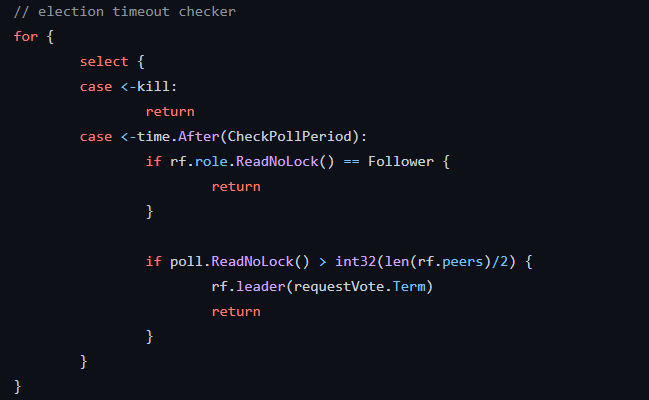 // election timeout checker
for {
        select {
        case <-kill:
                return
        case <-time.After(CheckPollPeriod):
                if rf.role.ReadNoLock() == Follower {
                        return
                }

                if poll.ReadNoLock() > int32(len(rf.peers)/2) {
                        rf.leader(requestVote.Term)
                        return
                }
        }
}